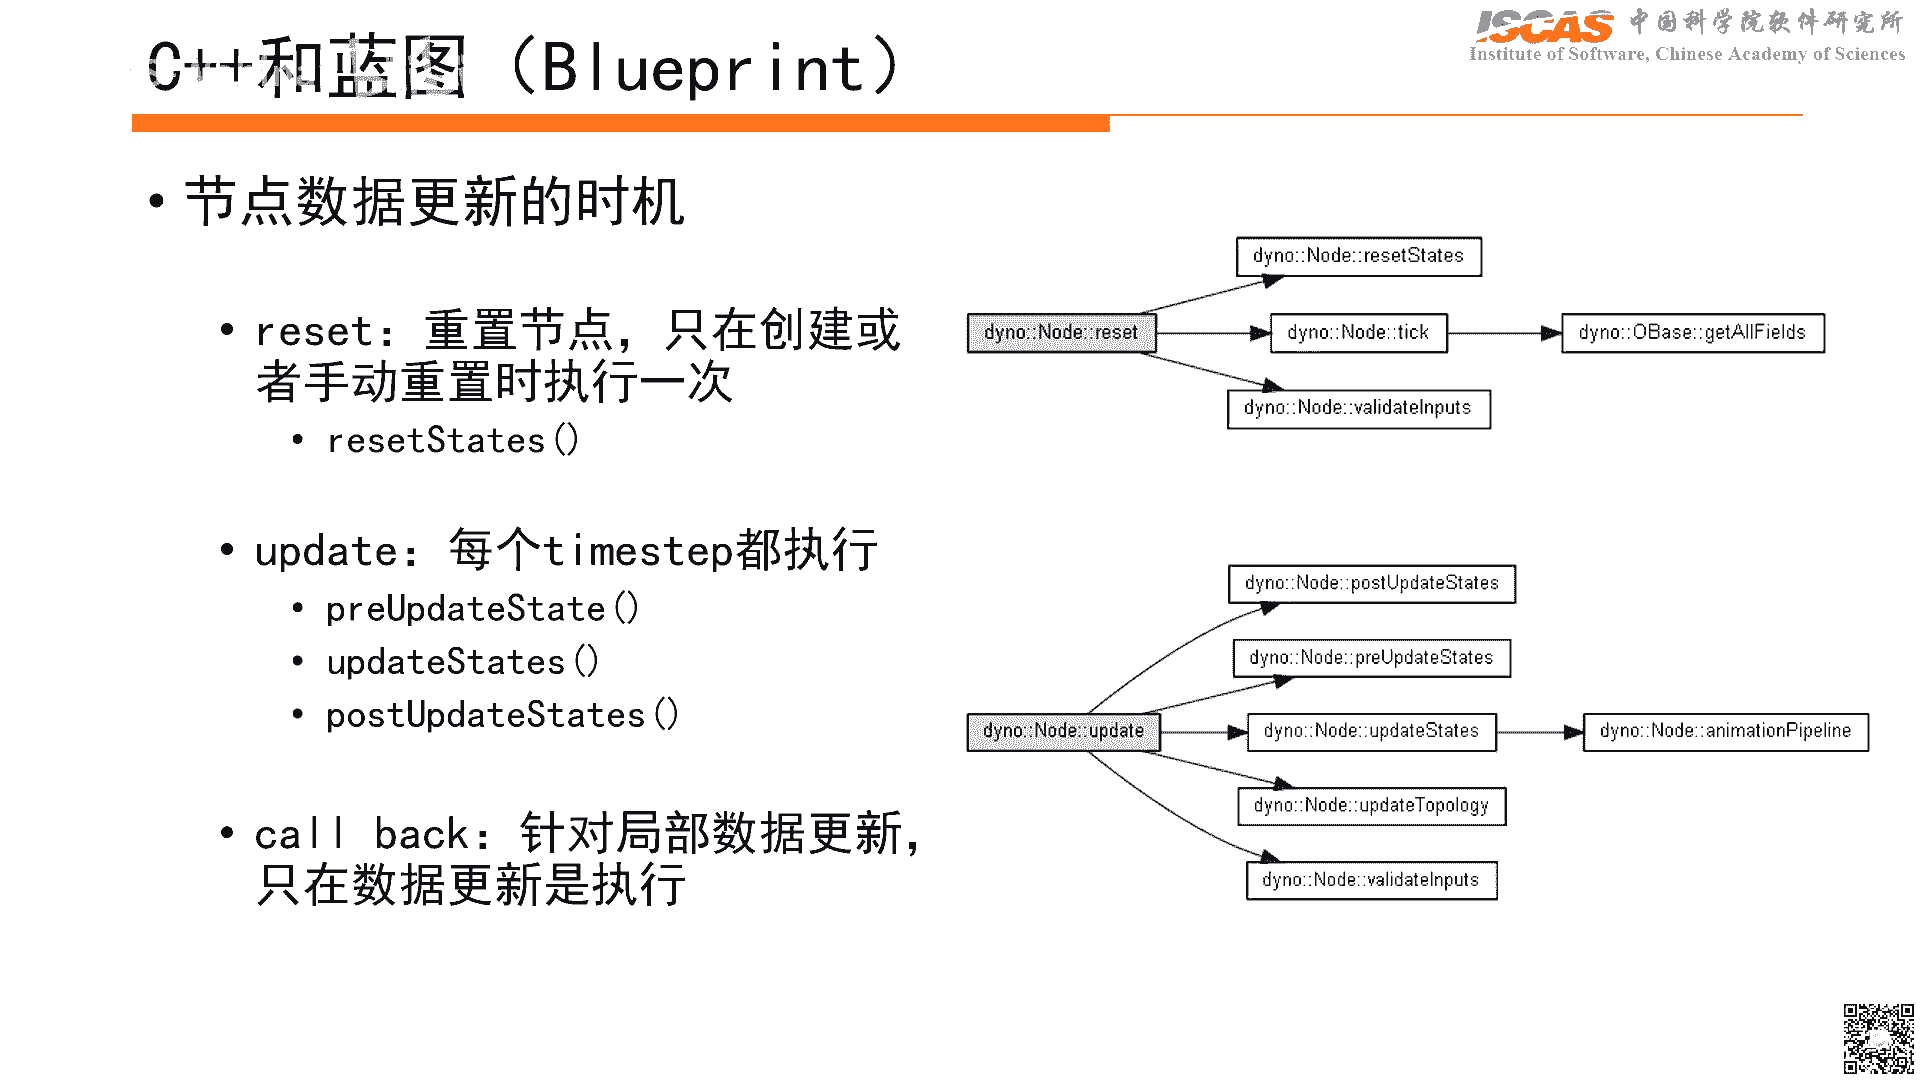 ISCAS 中国科学院软件研究所
Institute of Software, Chinese Academy of Sciences
C++和蓝图（Blueprint）
• 节点数据更新的时机
• reset：重置节点，只在创建或
者手动重置时执行一次
• resetStates()
• update：每个timestep都执行
• preUpdateState()
• updateStates()
• postUpdateStates()
• call back：针对局部数据更新，
只在数据更新是执行
dyno::Node::resetStates
dyno::Node::reset
dyno::Node::tick
dyno::OBase::getAllFields
dyno::Node::validateInputs
dyno::Node::postUpdateStates
dyno::Node::preUpdateStates
dyno::Node::update
dyno::Node::updateStates
dyno::Node::animationPipeline
dyno::Node::updateTopology
dyno::Node::validateInputs